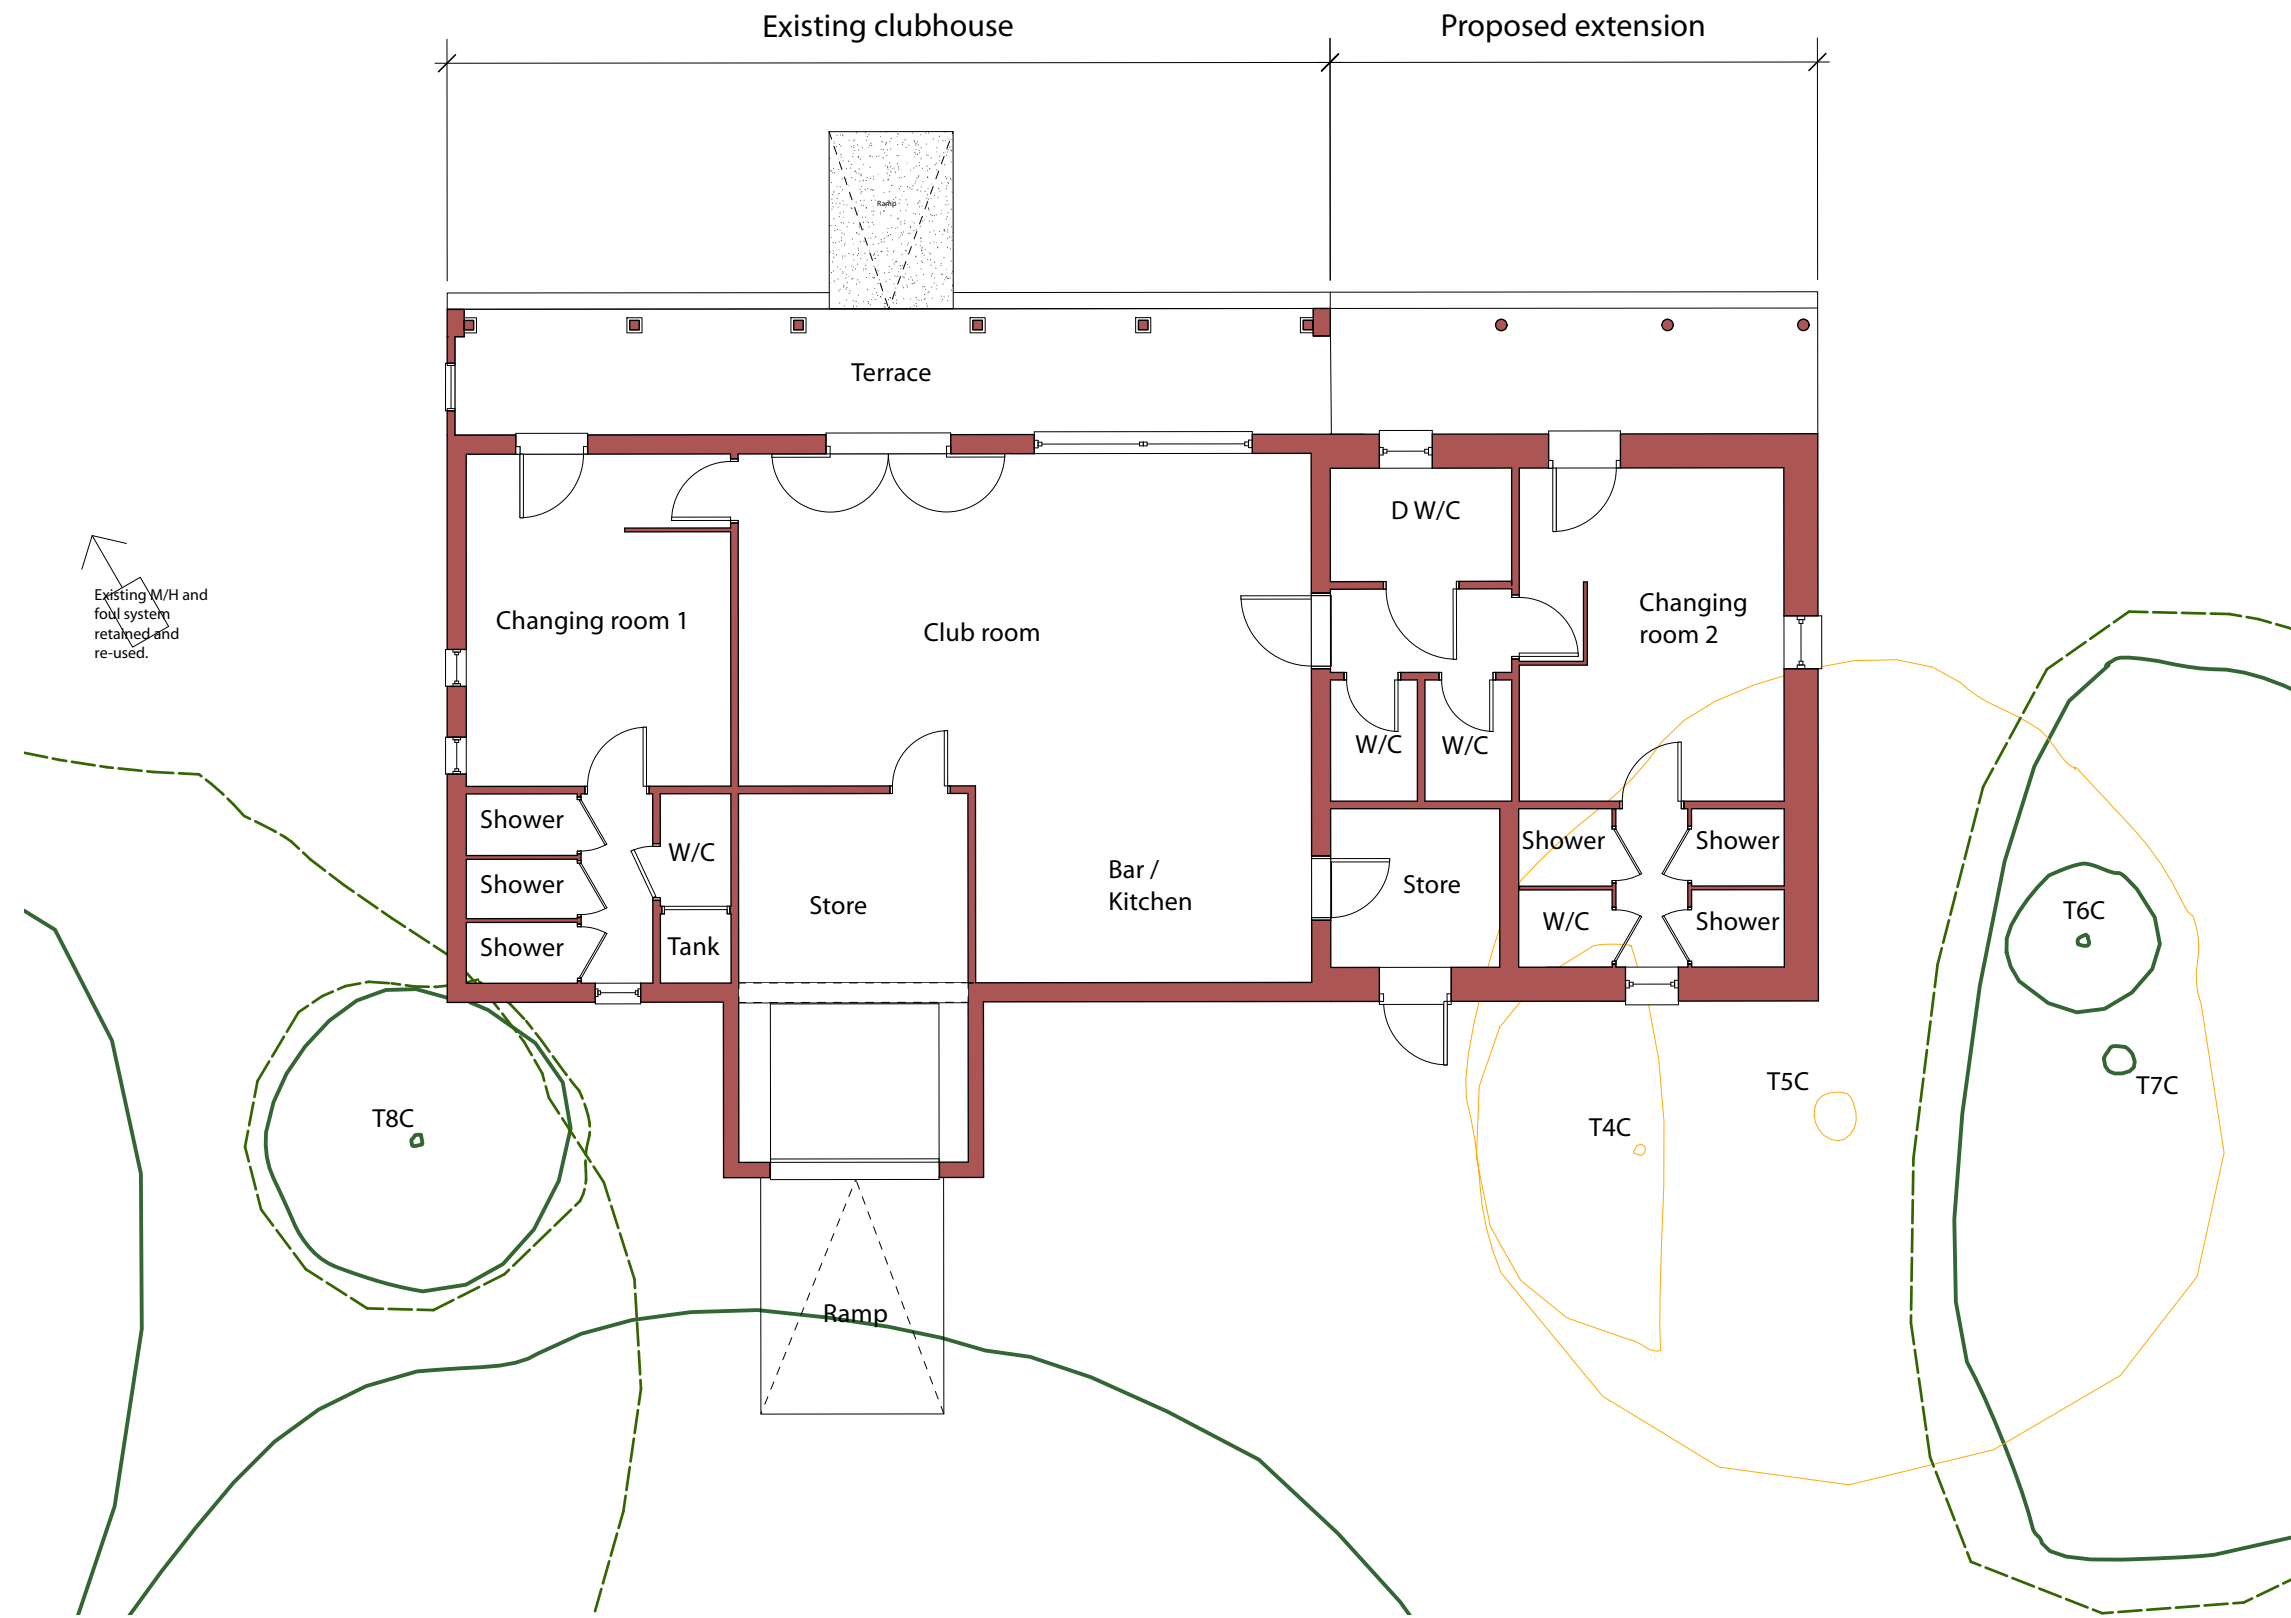 Existing clubhouse
Proposed extension
Ramp
Terrace
D W/C
Changing
room 2
Existing M/H and
foul system
retained and
re-used.
Changing room 1
Club room
W/C
W/C
Shower
W/C
Shower
Shower
Shower
Bar /
Kitchen
Store
Store
Shower
Shower
W/C
Shower
Tank
T6C
T5C
T7C
T8C
T4C
Ramp